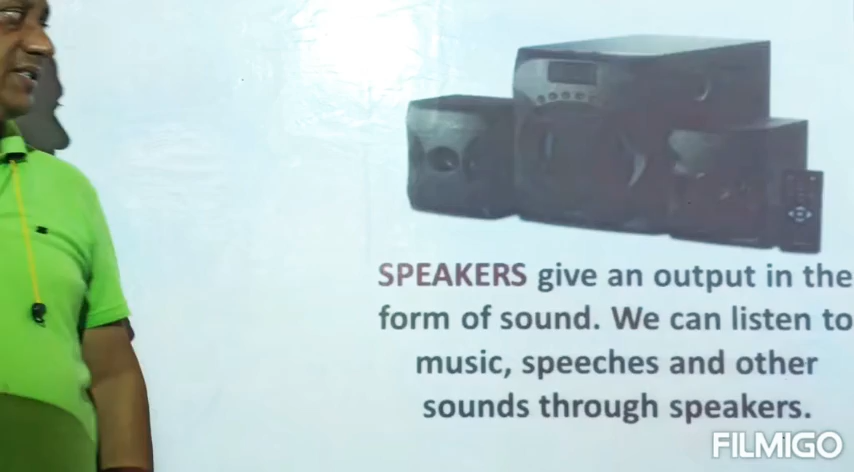 SPEAKERS give an output in the
form of sound. We can listen to
music, speeches and other
sounds through speakers.
FILMIGO